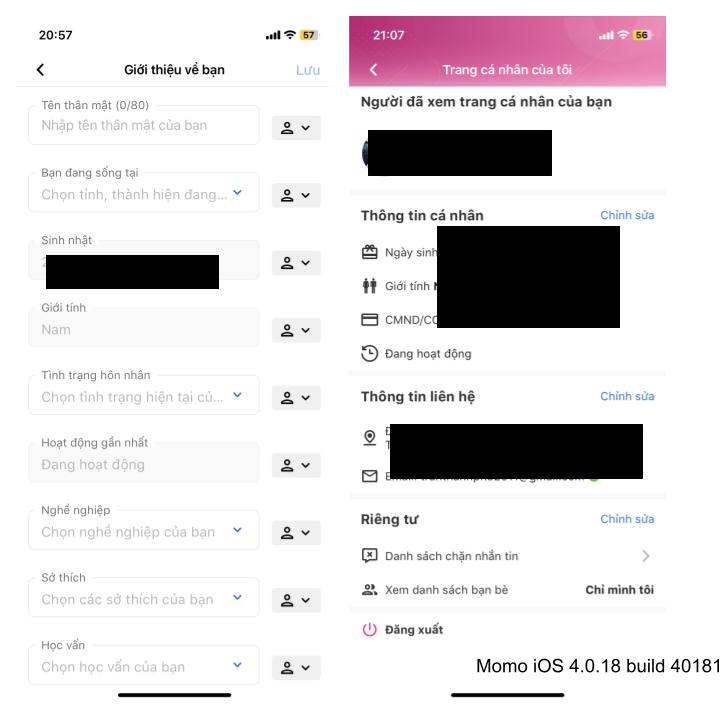 20:57
57
Giới thiệu về bạn
Lưu
Tên thân mật (0/80)
Nhập tên thân mật của bạn
Bạn đang sống tại
Chọn tỉnh, thành hiện đang...
Sinh nhật
Giới tính
Nam
Tình trạng hôn nhân
Chọn tình trạng hiện tại củ...
Hoạt động gần nhất
Đang hoạt động
Nghề nghiệp
Chọn nghề nghiệp của bạn
Sở thích
Chọn các sở thích của bạn
Học vấn
Chọn học vấn của bạn
21:07
56
Trang cá nhân của tôi
Người đã xem trang cá nhân của bạn
Thông tin cá nhân
Chỉnh sửa
Ngày sinh
Giới tính
CMND/CC
Đang hoạt động
Thông tin liên hệ
Chỉnh sửa
Riêng tư
Chỉnh sửa
Danh sách chặn nhắn tin
Xem danh sách bạn bè
Chỉ mình tôi
Đăng xuất
Momo iOS 4.0.18 build 40181